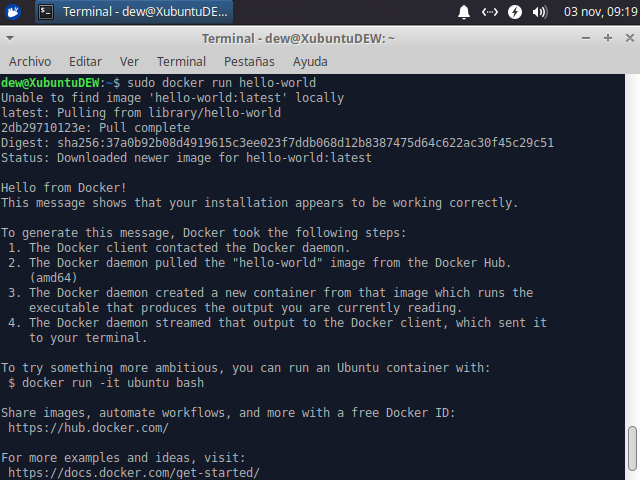 Terminal - dew@XubuntuDE...
03 nov, 09:19
Terminal - dew@XubuntuDEW: ~
Archivo Editar Ver Terminal Pestañas Ayuda
dew@XubuntuDEW:~$ sudo docker run hello-world
Unable to find image 'hello-world:latest' locally
latest: Pulling from library/hello-world
2db29710123e: Pull complete
Digest: sha256:37a0b92b08d4919615c3ee023f7ddb068d12b8387475d64c622ac30f45c29c51
Status: Downloaded newer image for hello-world:latest
Hello from Docker!
This message shows that your installation appears to be working correctly.
To generate this message, Docker took the following steps:
1. The Docker client contacted the Docker daemon.
2. The Docker daemon pulled the "hello-world" image from the Docker Hub.
(amd64)
3. The Docker daemon created a new container from that image which runs the
executable that produces the output you are currently reading.
4. The Docker daemon streamed that output to the Docker client, which sent it
to your terminal.
To try something more ambitious, you can run an Ubuntu container with:
$ docker run -it ubuntu bash
Share images, automate workflows, and more with a free Docker ID:
https://hub.docker.com/
For more examples and ideas, visit:
https://docs.docker.com/get-started/